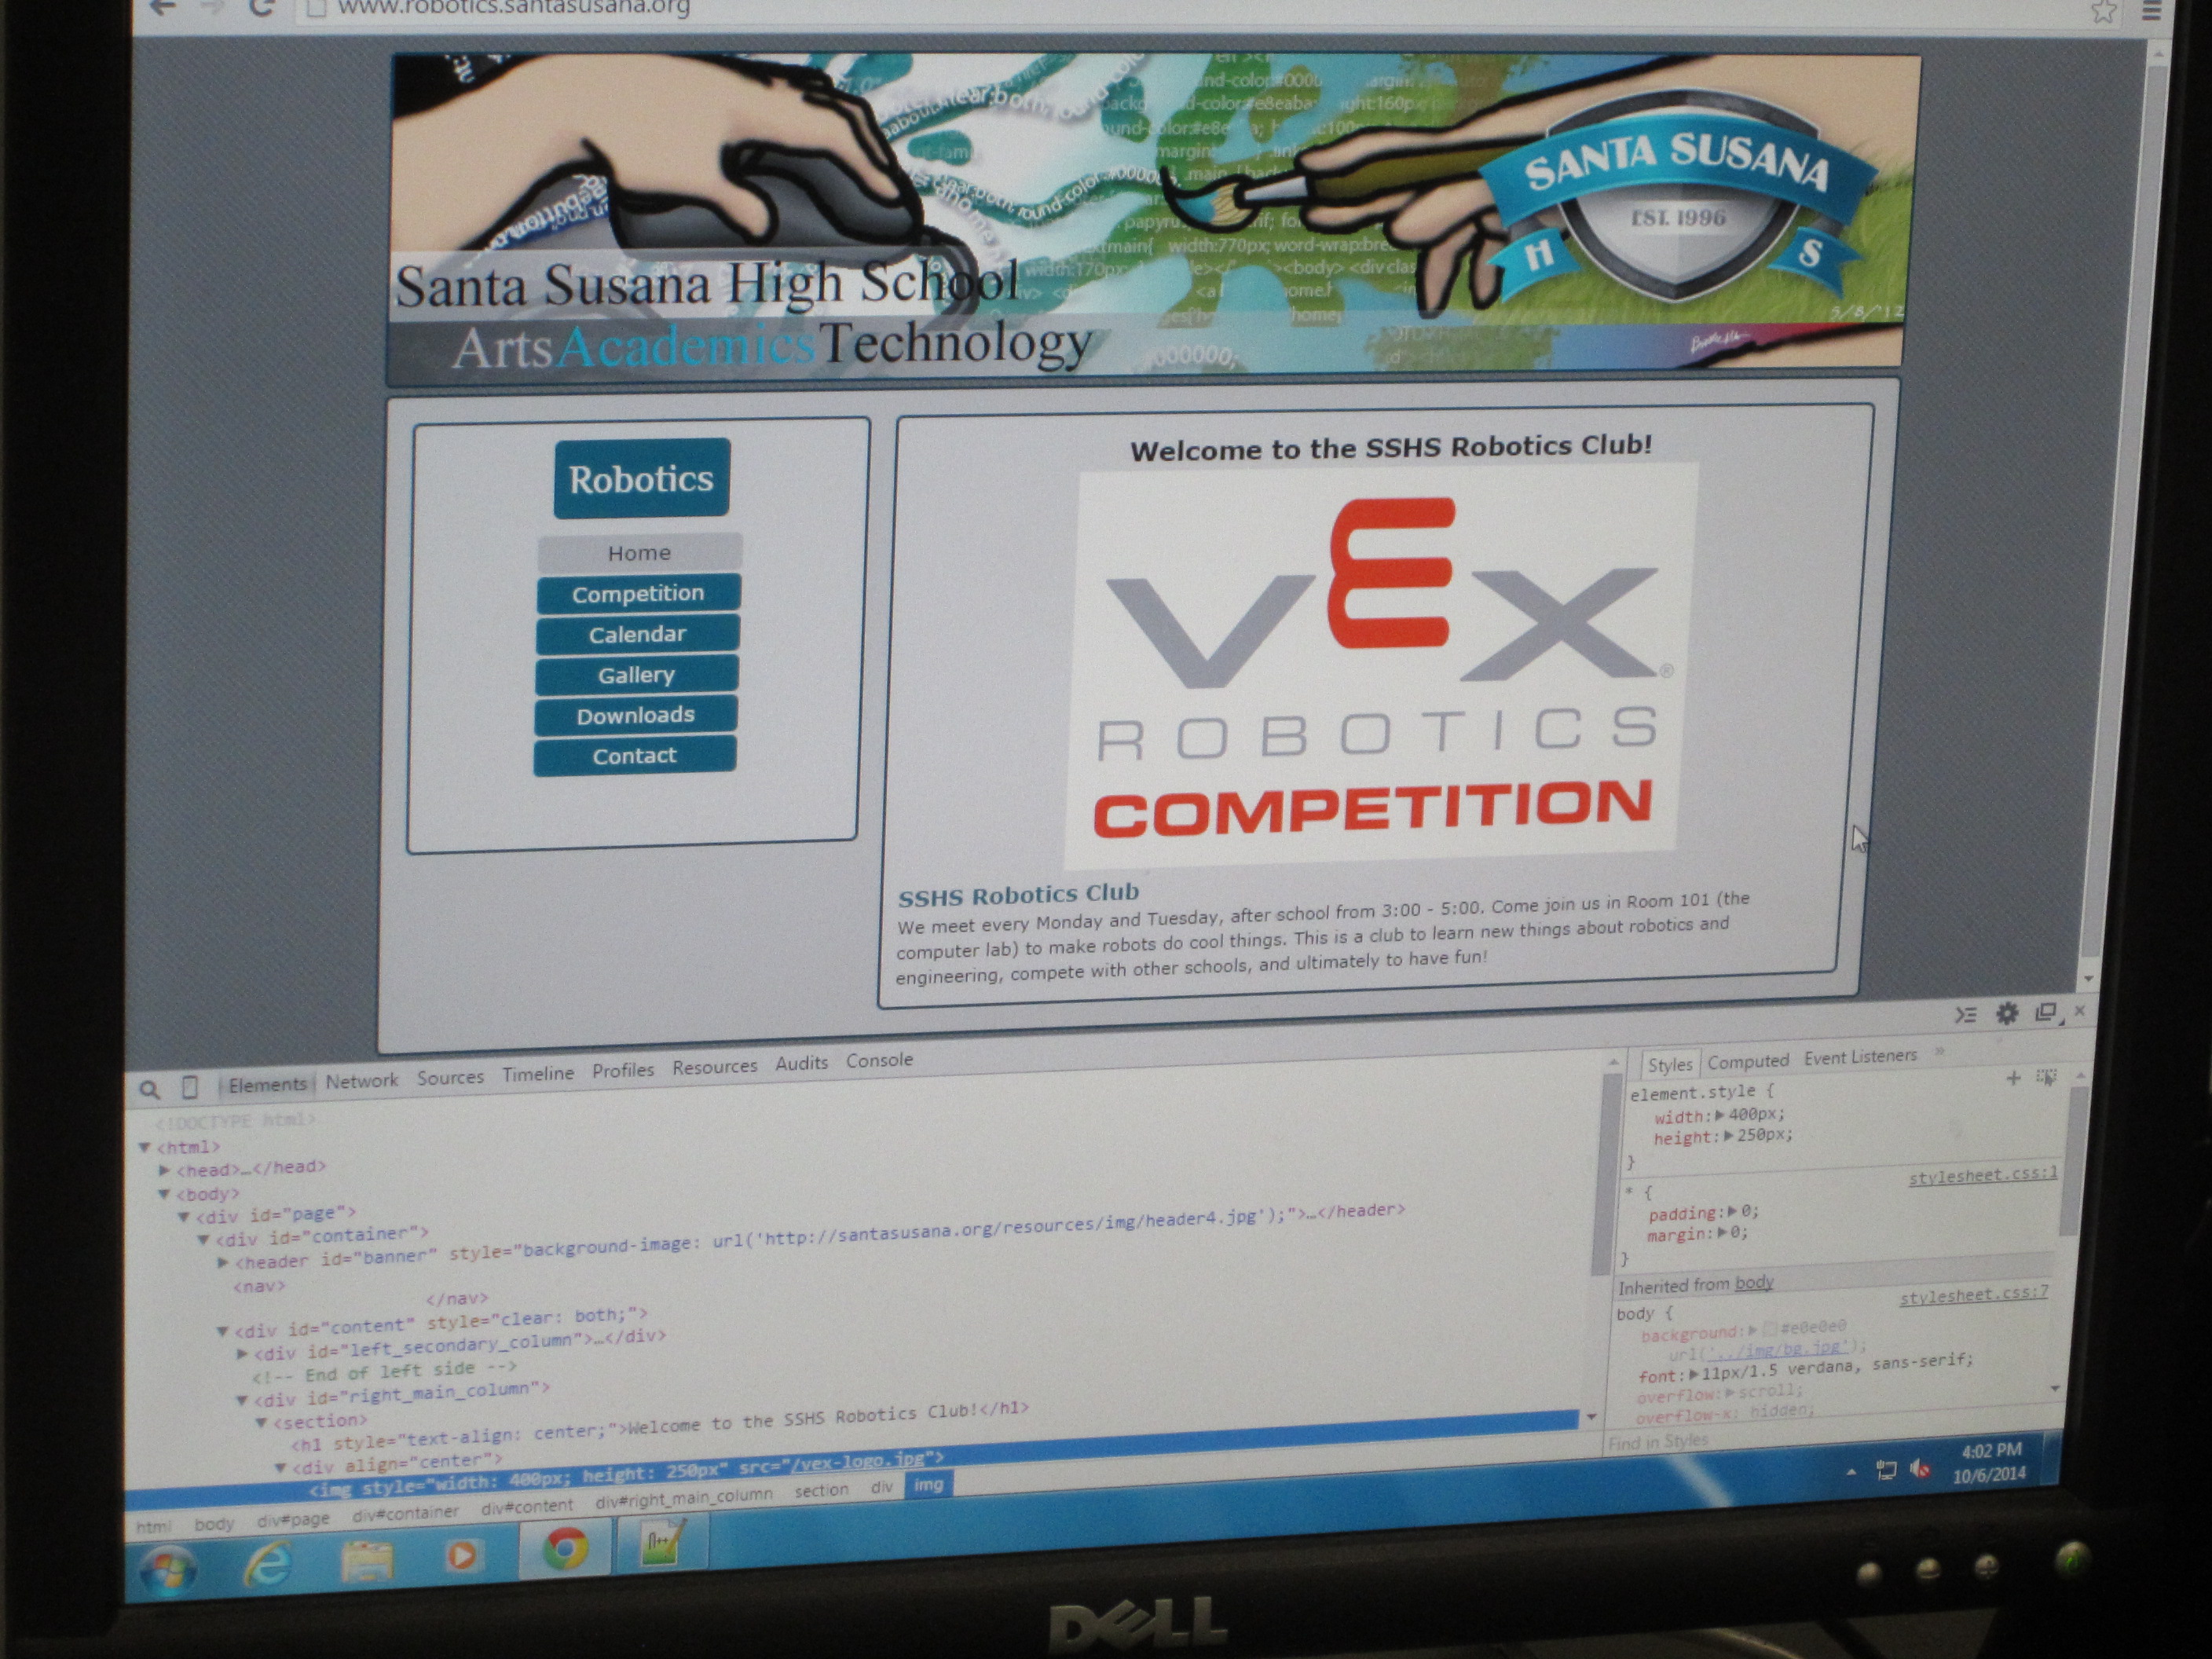 www.robotics.santasusana.org
SANTA SUSANA
EST. 1996
H S
Santa Susana High School
ArtsAcademicsTechnology
5/8/'12
Robotics
Home
Competition
Calendar
Gallery
Downloads
Contact
Welcome to the SSHS Robotics Club!
VEX
®
ROBOTICS
COMPETITION
SSHS Robotics Club
We meet every Monday and Tuesday, after school from 3:00 - 5:00. Come join us in Room 101 (the
computer lab) to make robots do cool things. This is a club to learn new things about robotics and
engineering, compete with other schools, and ultimately to have fun!
Elements Network Sources Timeline Profiles Resources Audits Console
<!DOCTYPE html>
<html>
<head>…</head>
<body>
<div id="page">
<div id="container">
<header id="banner" style="background-image: url('http://santasusana.org/resources/img/header4.jpg');">…</header>
<nav>
</nav>
<div id="content" style="clear: both;">
<div id="left_secondary_column">…</div>
<!-- End of left side -->
<div id="right_main_column">
<section>
<h1 style="text-align: center;">Welcome to the SSHS Robotics Club!</h1>
<div align="center">
<img style="width: 400px; height: 250px" src="/vex-logo.jpg">
html body div#page div#container div#content div#right_main_column section div img
Styles Computed Event Listeners »
element.style {
width: 400px;
height: 250px;
}
stylesheet.css:1
* {
padding: 0;
margin: 0;
}
Inherited from body
stylesheet.css:7
body {
background: #e0e0e0
url('../img/bg.jpg');
font: 11px/1.5 verdana, sans-serif;
overflow: scroll;
overflow-x: hidden;
Find in Styles
4:02 PM
10/6/2014
DELL